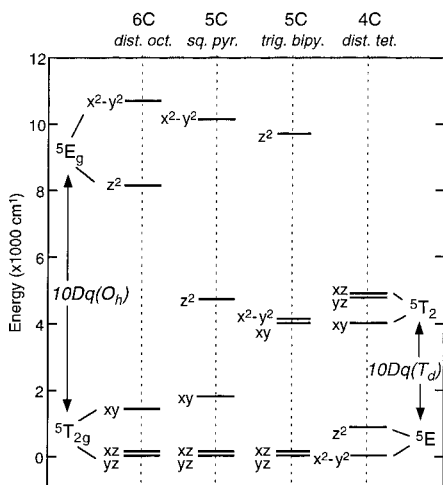 6C 5C 5C 4C
dist. oct. sq. pyr. trig. bipy. dist. tet.
12
x²-y²
x²-y²
10
z²
⁵Eg
z²
8
Energy (x1000 cm¹)
6
10Dq(Oh)
xz
yz
⁵T₂
z²
x²-y²
xy
xy
4
10Dq(Td)
2
xy
xy
z²
⁵T2g
⁵E
xz
yz
xz
yz
xz
yz
x²-y²
0